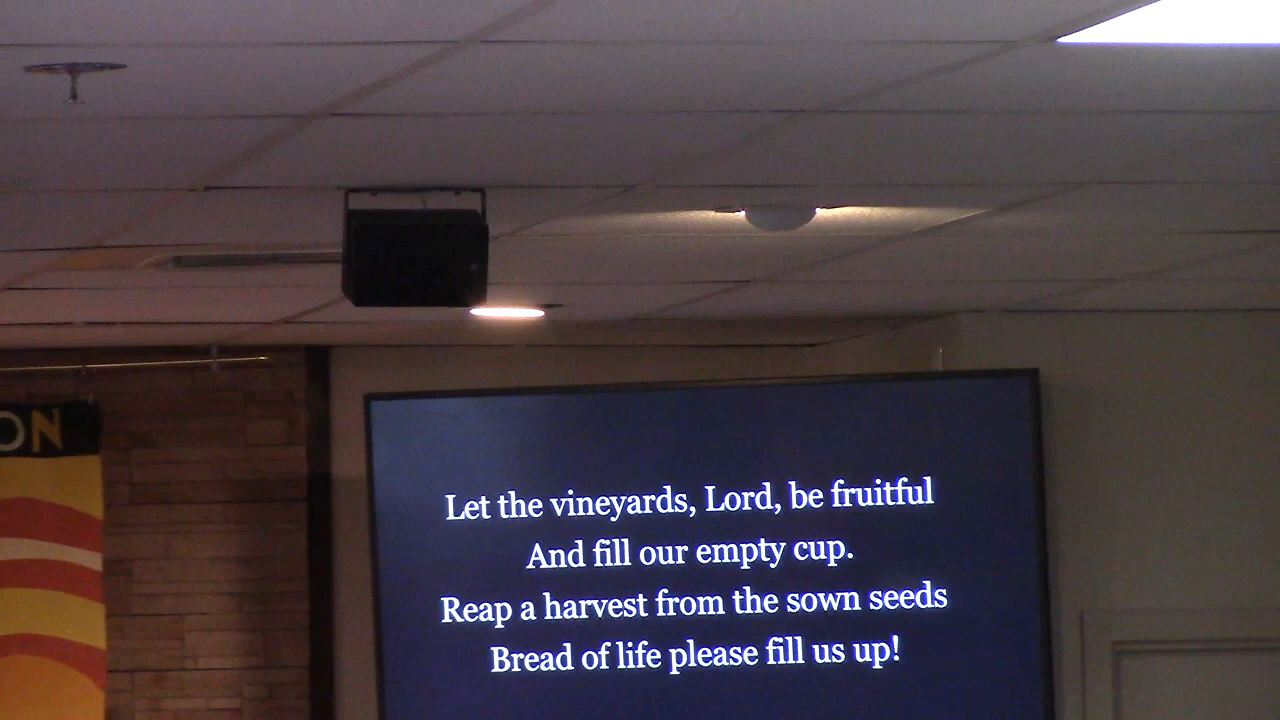 ON
Let the vineyards, Lord, be fruitful
And fill our empty cup.
Reap a harvest from the sown seeds
Bread of life please fill us up!